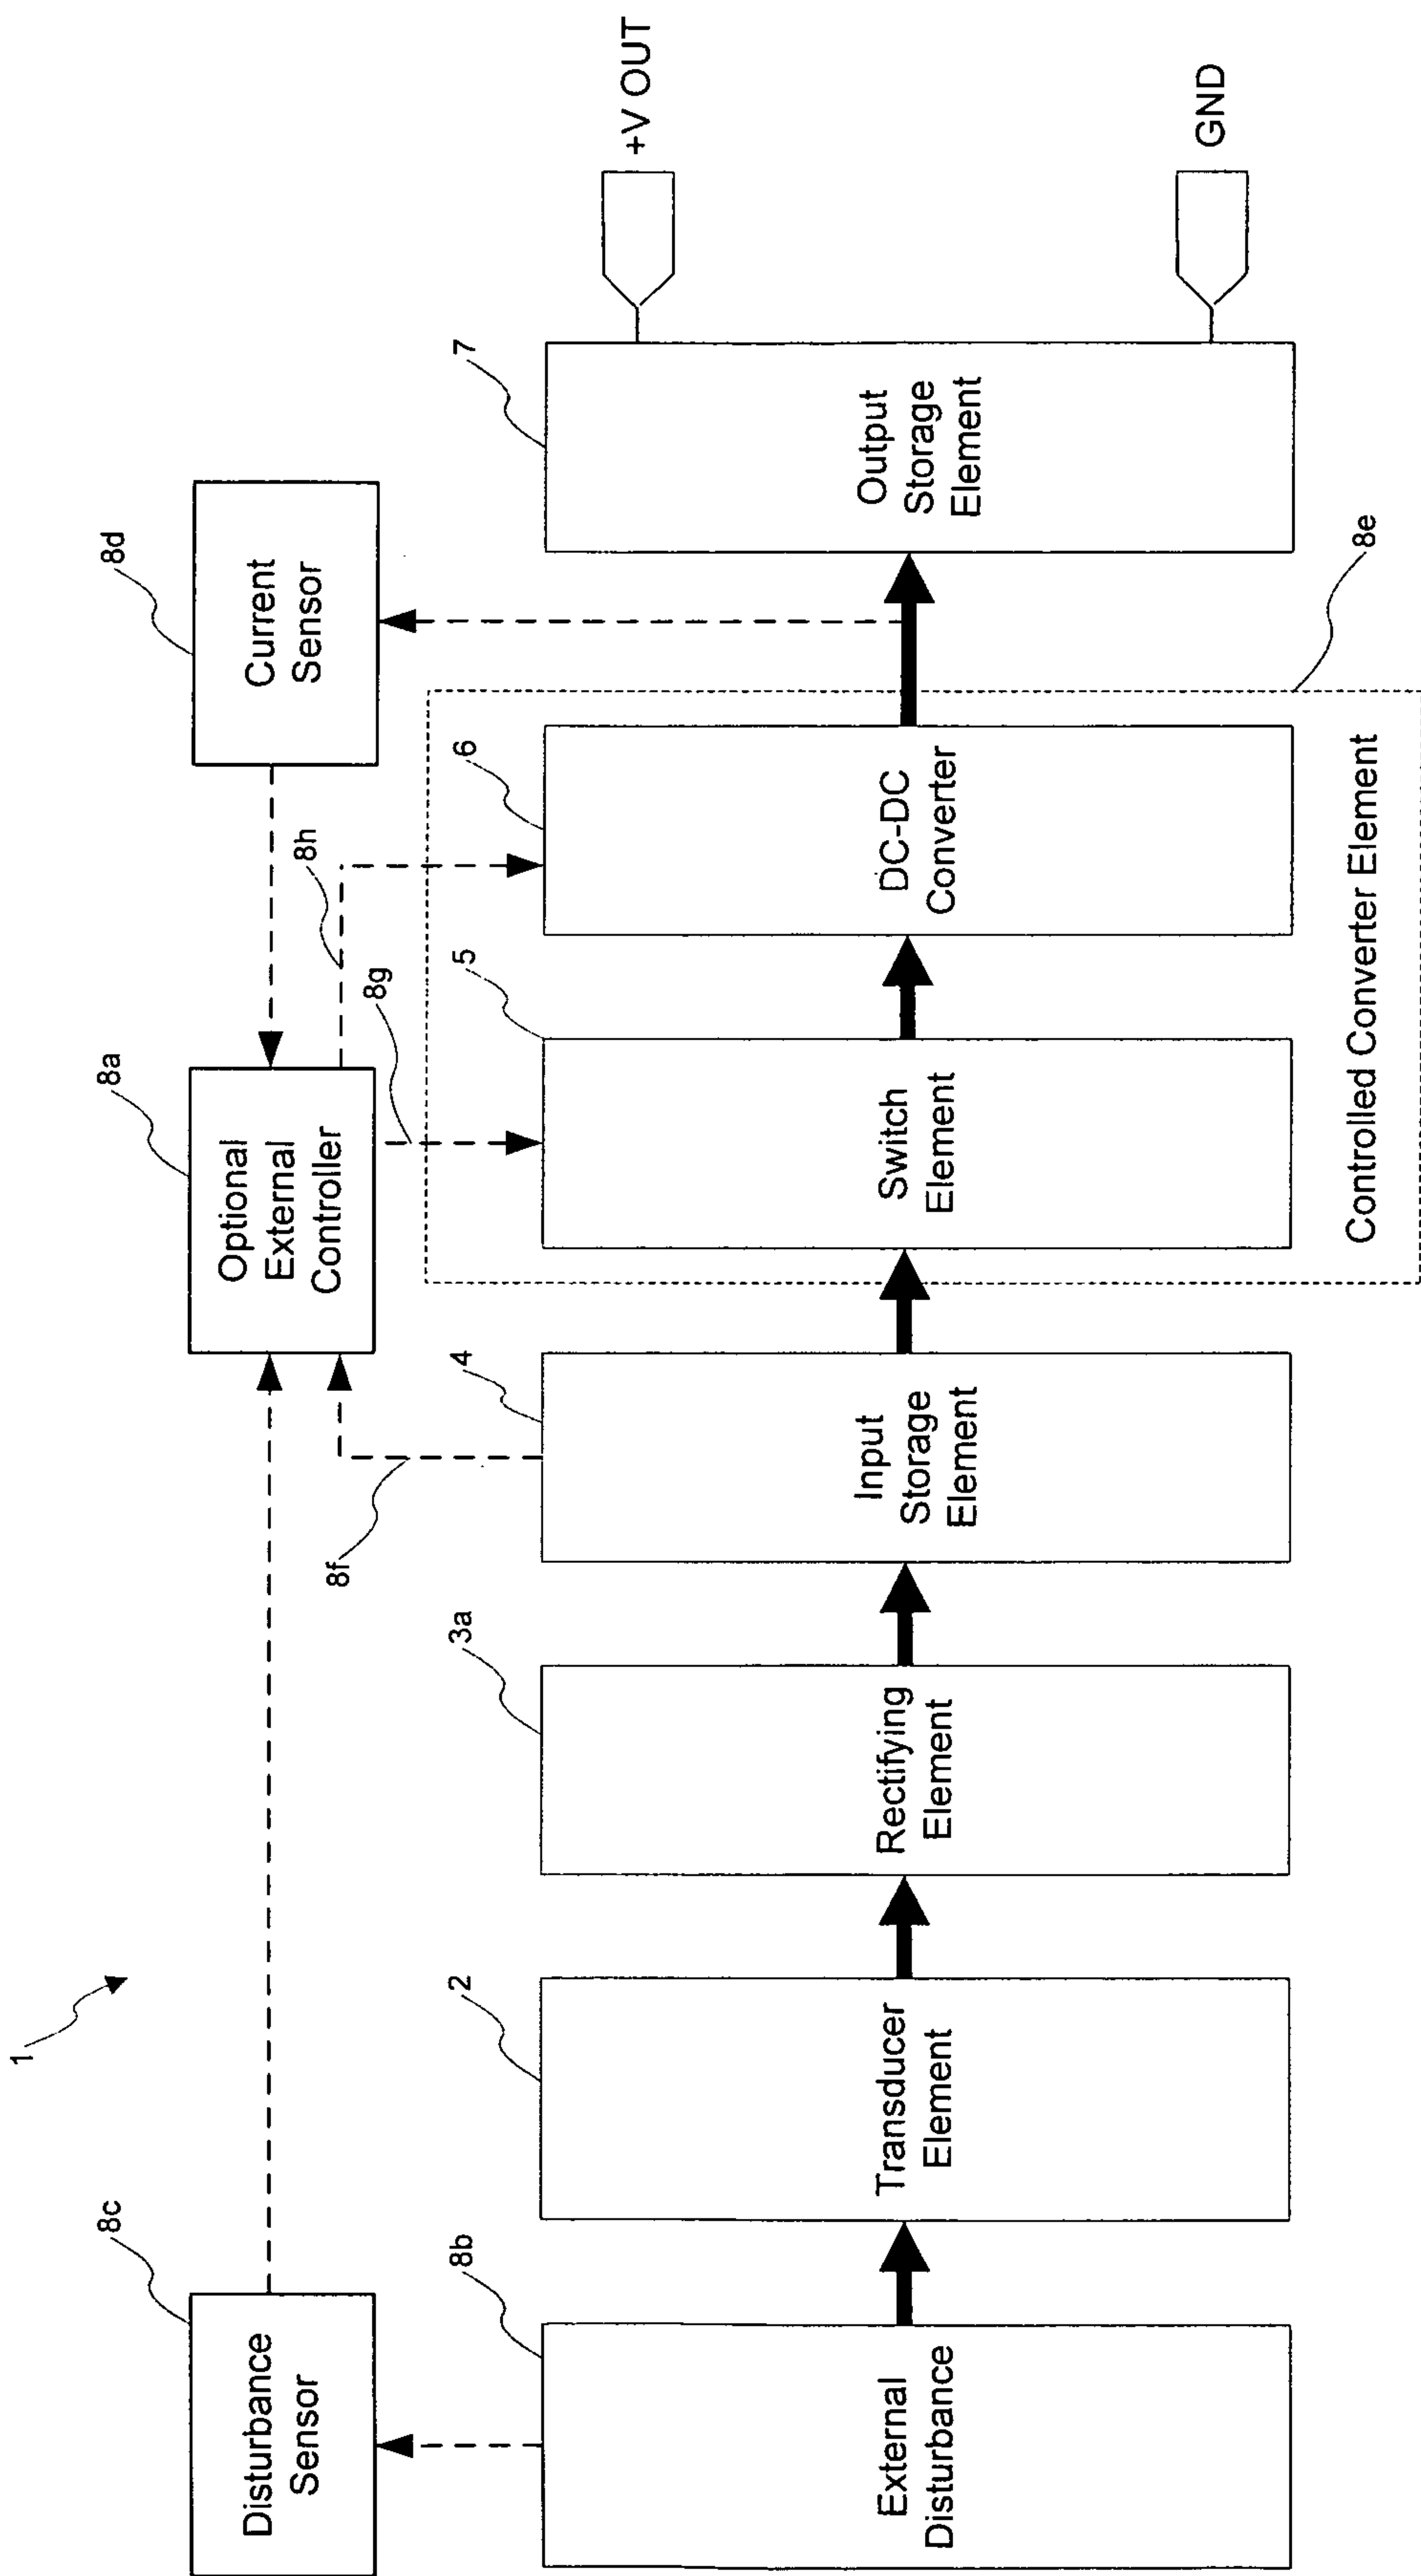 1
8c
Disturbance
Sensor
8a
Optional
External
Controller
8d
Current
Sensor
8f
8g
8h
8b
External
Disturbance
2
Transducer
Element
3a
Rectifying
Element
4
Input
Storage
Element
5
Switch
Element
6
DC-DC
Converter
7
Output
Storage
Element
+V OUT
GND
Controlled Converter Element
8e